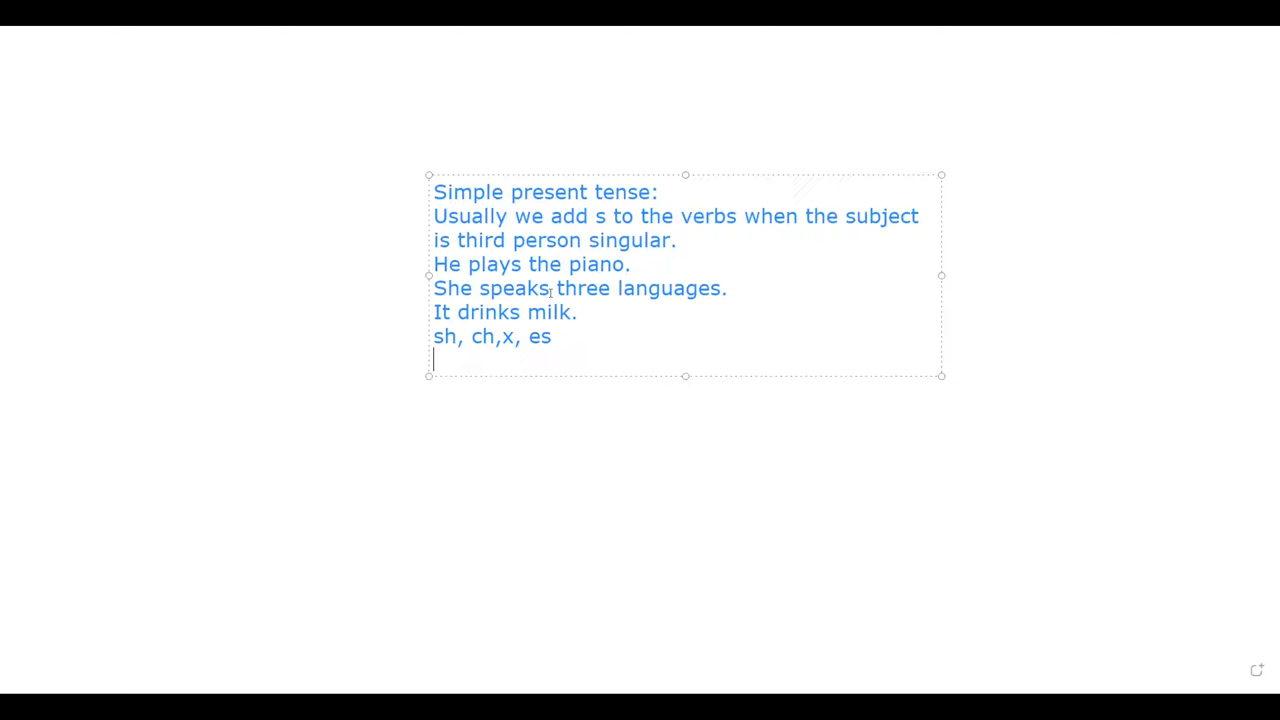 Simple present tense:
Usually we add s to the verbs when the subject
is third person singular.
He plays the piano.
She speaks three languages.
It drinks milk.
sh, ch,x, es